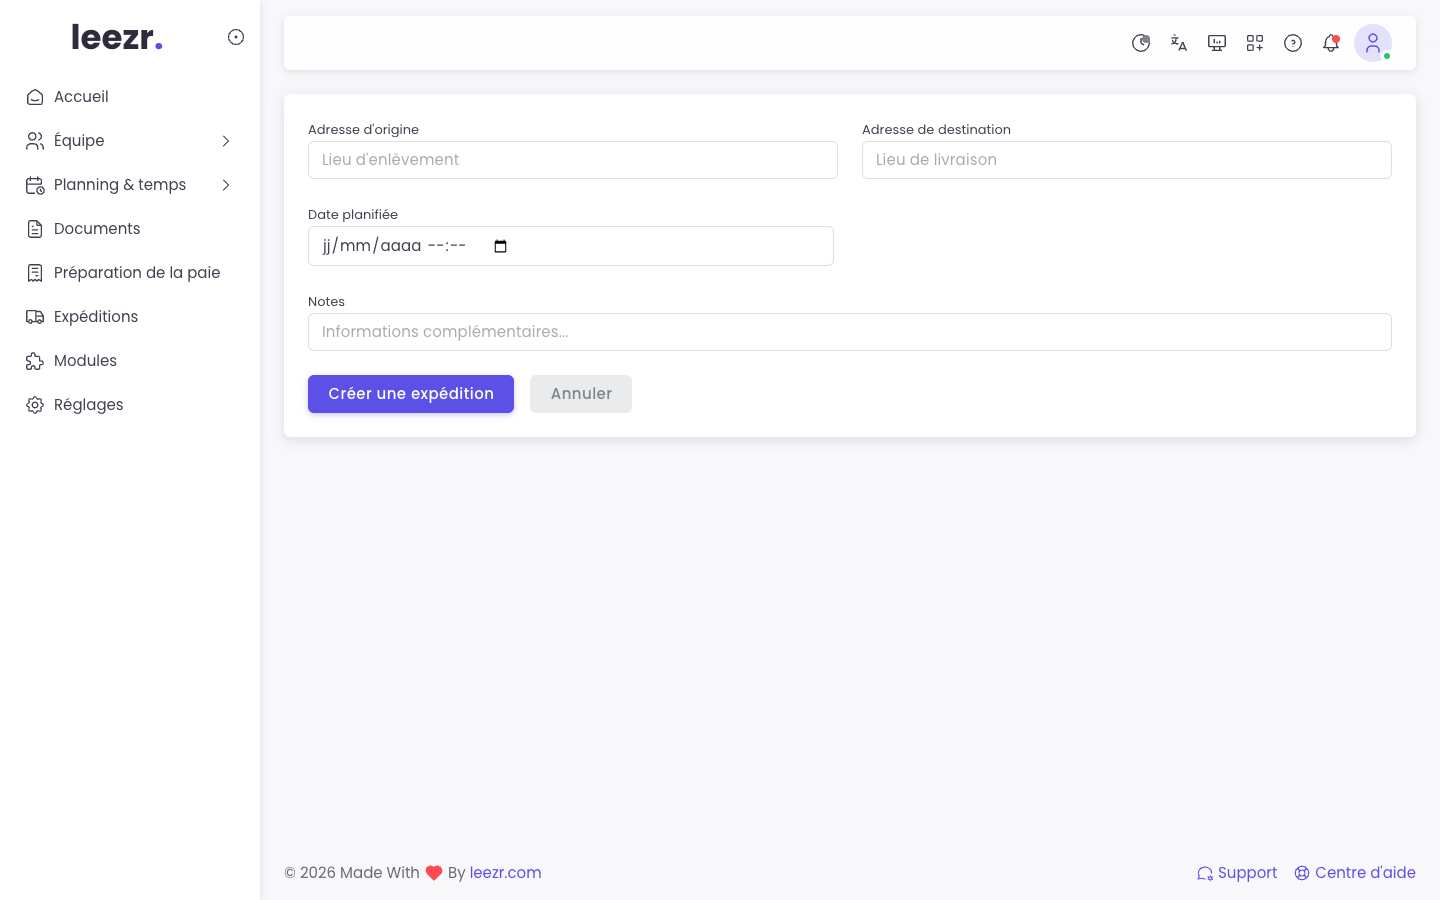 leezr.
Accueil
Équipe
Planning & temps
Documents
Préparation de la paie
Expéditions
Modules
Réglages
Adresse d'origine
Adresse de destination
Lieu d'enlèvement
Lieu de livraison
Date planifiée
jj/mm/aaaa --:--
Notes
Informations complémentaires...
Créer une expédition
Annuler
© 2026 Made With ❤ By leezr.com
Support
Centre d'aide